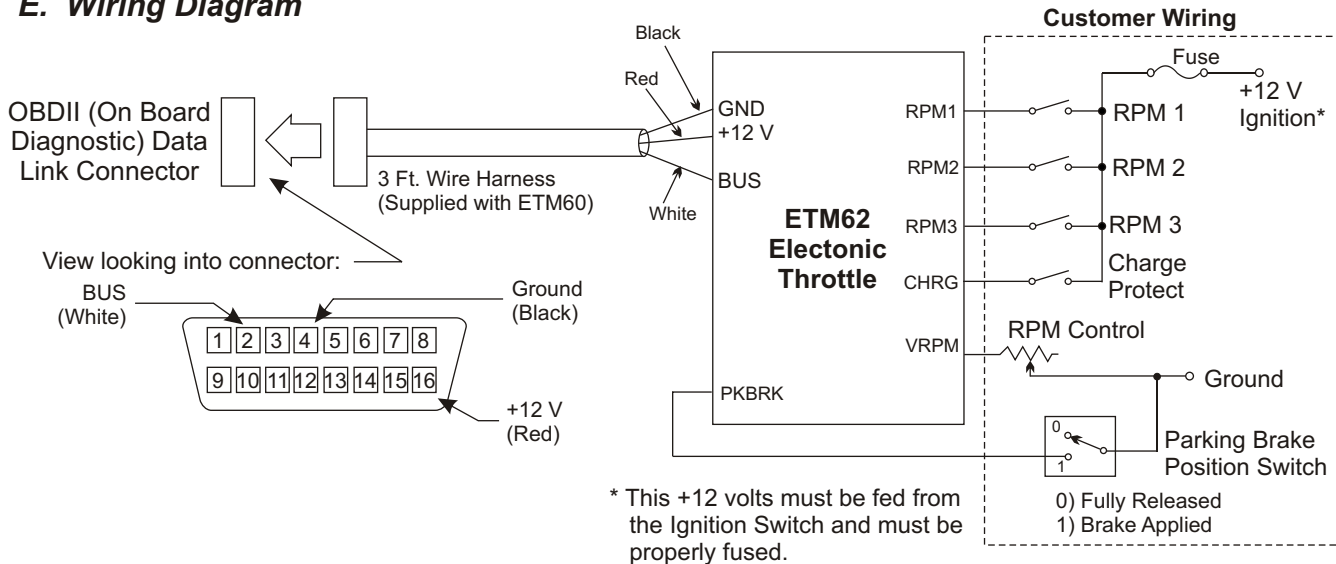 E. Wiring Diagram
Customer Wiring
Black
Red
White
OBDII (On Board
Diagnostic) Data
Link Connector
3 Ft. Wire Harness
(Supplied with ETM60)
GND
+12 V
BUS
ETM62
Electonic
Throttle
RPM1
RPM2
RPM3
CHRG
VRPM
PKBRK
Fuse
+12 V
Ignition*
RPM 1
RPM 2
RPM 3
Charge
Protect
RPM Control
Ground
0
1
Parking Brake
Position Switch
0) Fully Released
1) Brake Applied
View looking into connector:
BUS
(White)
Ground
(Black)
1 2 3 4 5 6 7 8
9 10 11 12 13 14 15 16
+12 V
(Red)
* This +12 volts must be fed from
the Ignition Switch and must be
properly fused.